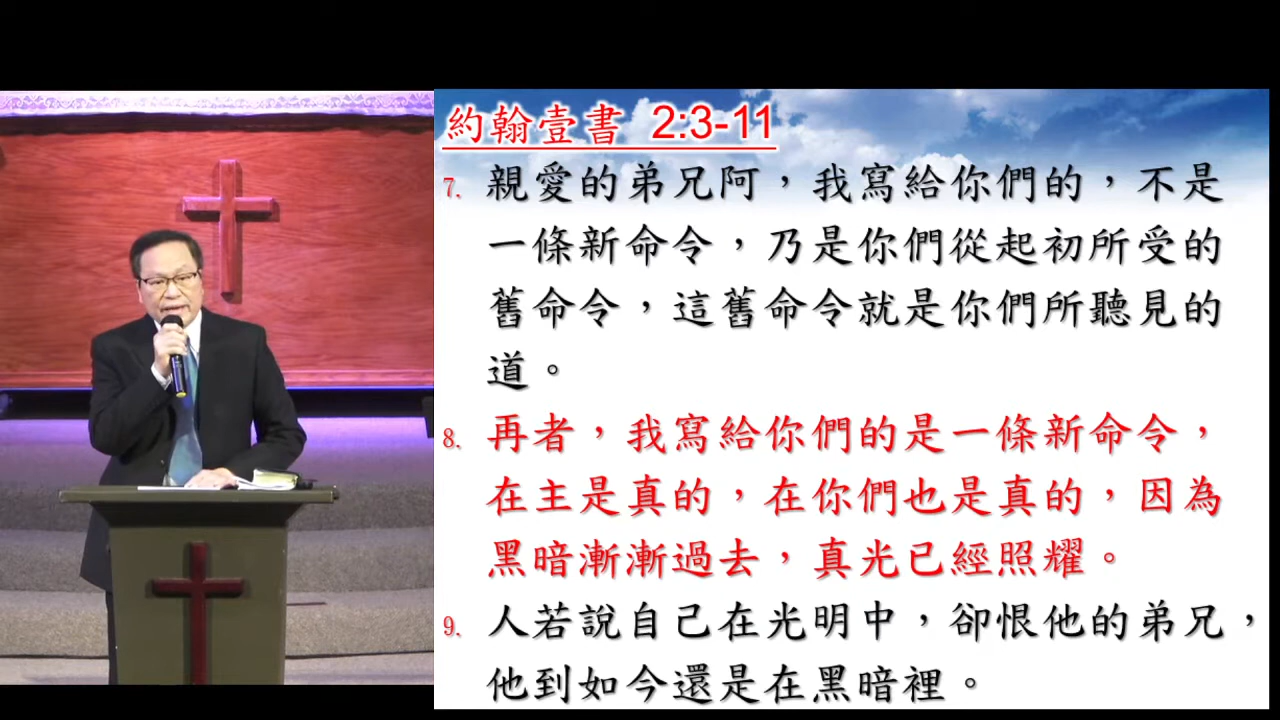 約翰壹書 2:3-11
7. 親愛的弟兄阿，我寫給你們的，不是
一條新命令，乃是你們從起初所受的
舊命令，這舊命令就是你們所聽見的
道。
8. 再者，我寫給你們的是一條新命令，
在主是真的，在你們也是真的，因為
黑暗漸漸過去，真光已經照耀。
9. 人若說自己在光明中，卻恨他的弟兄，
他到如今還是在黑暗裡。